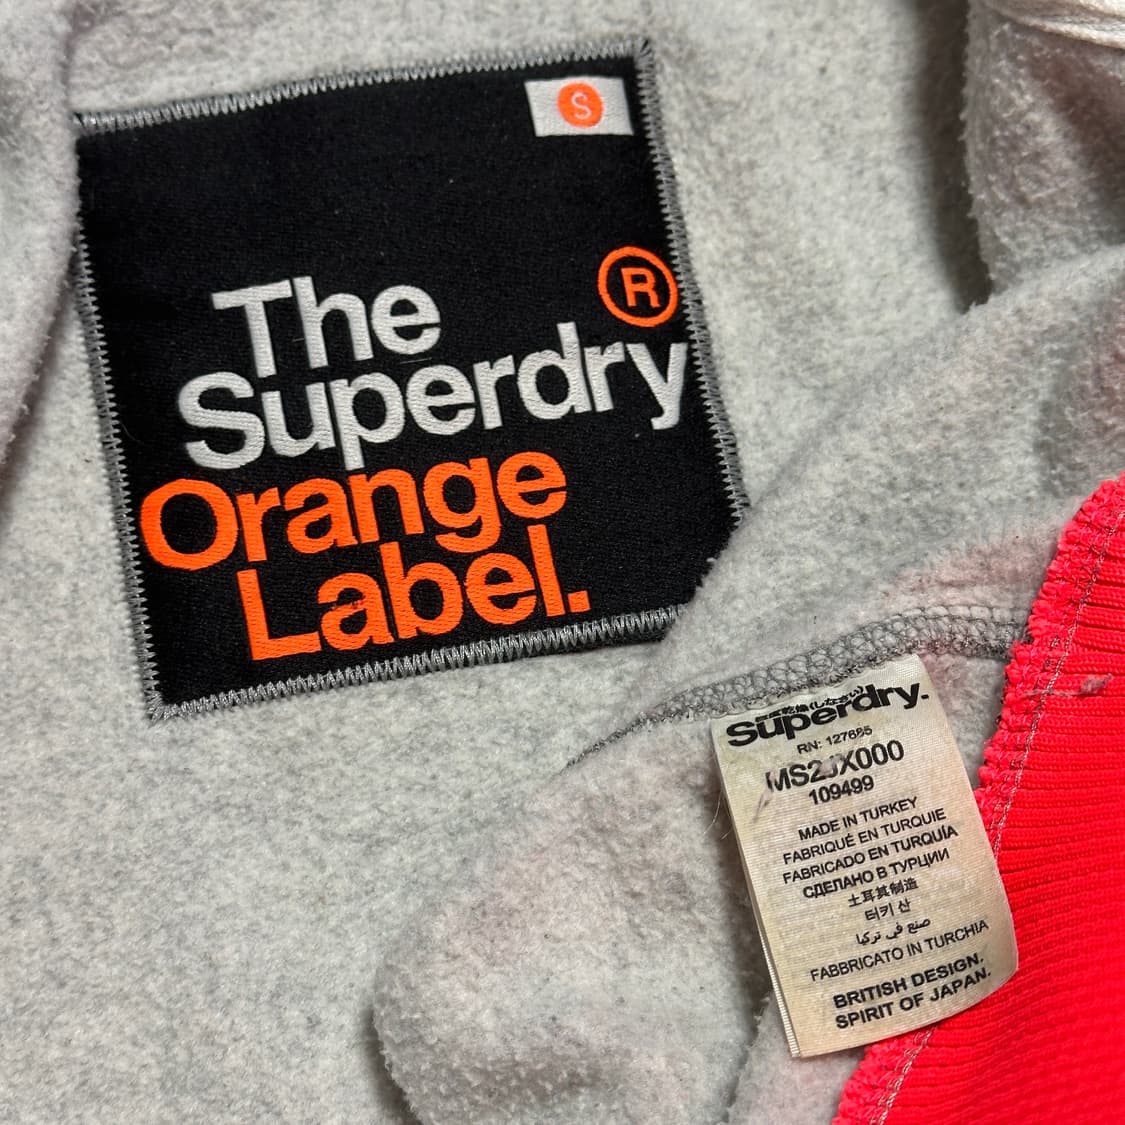 S
®
The
Superdry
Orange
Label.
Superdry.
RN: 127685
109499
MADE IN TURKEY
FABRIQUÉ EN TURQUIE
FABRICADO EN TURQUÍA
СДЕЛАНО В ТУРЦИИ
土耳其制造
터키 산
صنع في تركيا
FABBRICATO IN TURCHIA
BRITISH DESIGN.
SPIRIT OF JAPAN.